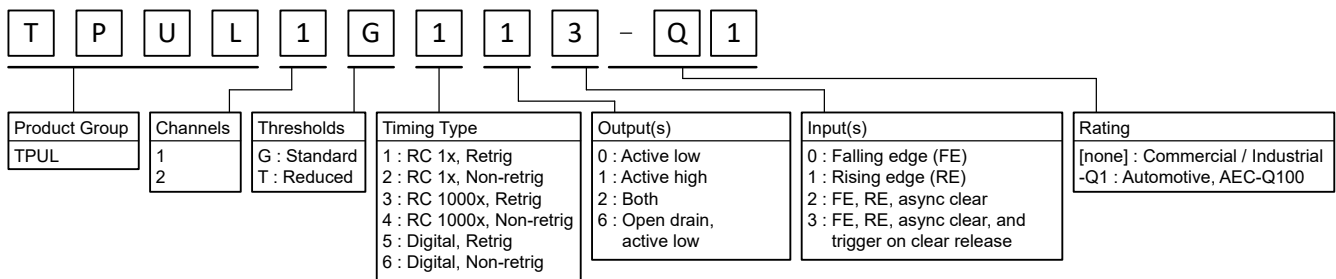 T P U L 1 G 1 1 3 - Q 1
Product Group
TPUL
Channels
1
2
Thresholds
G : Standard
T : Reduced
Timing Type
1 : RC 1x, Retrig
2 : RC 1x, Non-retrig
3 : RC 1000x, Retrig
4 : RC 1000x, Non-retrig
5 : Digital, Retrig
6 : Digital, Non-retrig
Output(s)
0 : Active low
1 : Active high
2 : Both
6 : Open drain,
active low
Input(s)
0 : Falling edge (FE)
1 : Rising edge (RE)
2 : FE, RE, async clear
3 : FE, RE, async clear, and
trigger on clear release
Rating
[none] : Commercial / Industrial
-Q1 : Automotive, AEC-Q100